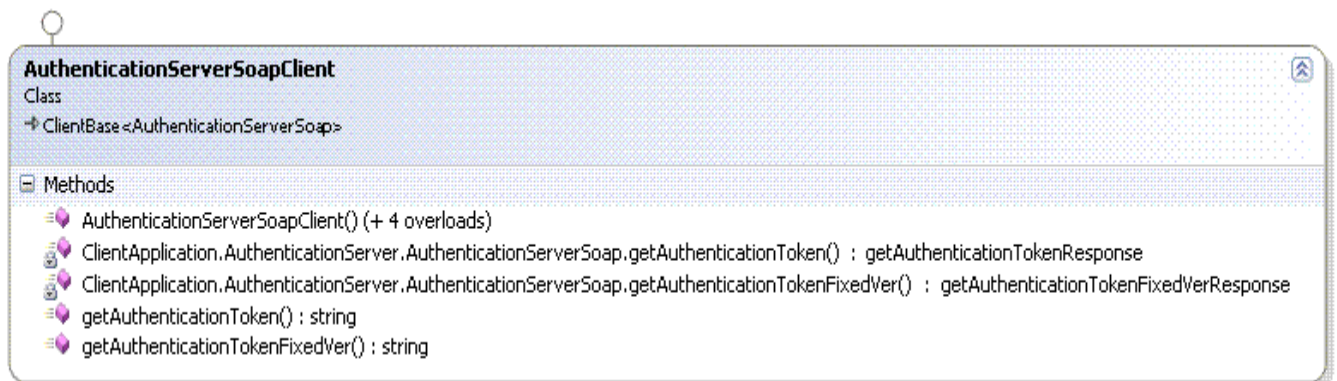 AuthenticationServerSoapClient
Class
ClientBase<AuthenticationServerSoap>
Methods
AuthenticationServerSoapClient() (+ 4 overloads)
ClientApplication.AuthenticationServer.AuthenticationServerSoap.getAuthenticationToken() : getAuthenticationTokenResponse
ClientApplication.AuthenticationServer.AuthenticationServerSoap.getAuthenticationTokenFixedVer() : getAuthenticationTokenFixedVerResponse
getAuthenticationToken() : string
getAuthenticationTokenFixedVer() : string